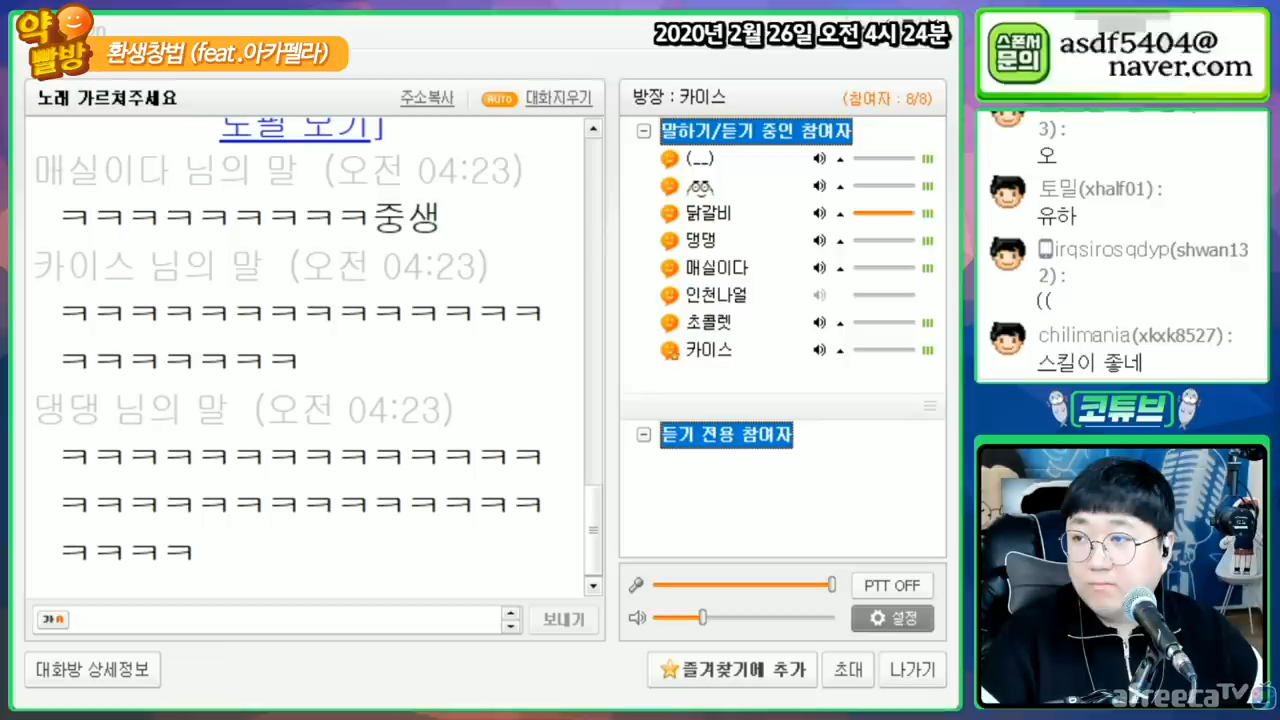 약빨방
환생창법 (feat.아카펠라)
2020년 2월 26일 오전 4시 24분
노래 가르쳐주세요
주소복사
AUTO
대화지우기
노필 보기]
매실이다 님의 말 (오전 04:23)
ㅋㅋㅋㅋㅋㅋㅋㅋㅋ중생
카이스 님의 말 (오전 04:23)
ㅋㅋㅋㅋㅋㅋㅋㅋㅋㅋㅋㅋㅋㅋ
ㅋㅋㅋㅋㅋㅋㅋ
댕댕 님의 말 (오전 04:23)
ㅋㅋㅋㅋㅋㅋㅋㅋㅋㅋㅋㅋㅋㅋ
ㅋㅋㅋㅋㅋㅋㅋㅋㅋㅋㅋㅋㅋㅋ
ㅋㅋㅋㅋ
가
보내기
대화방 상세정보
방장 : 카이스
(참여자 : 8/8)
말하기/듣기 중인 참여자
(__)
닭갈비
댕댕
매실이다
인천나얼
초콜렛
카이스
듣기 전용 참여자
PTT OFF
설정
즐겨찾기에 추가
초대
나가기
스폰서
문의
asdf5404@
naver.com
3) :
오
토밀(xhalf01) :
유하
irqsirosqdyp(shwan13
2) :
((
chilimania(xkxk8527) :
스킬이 좋네
코튜브
afreecaTV